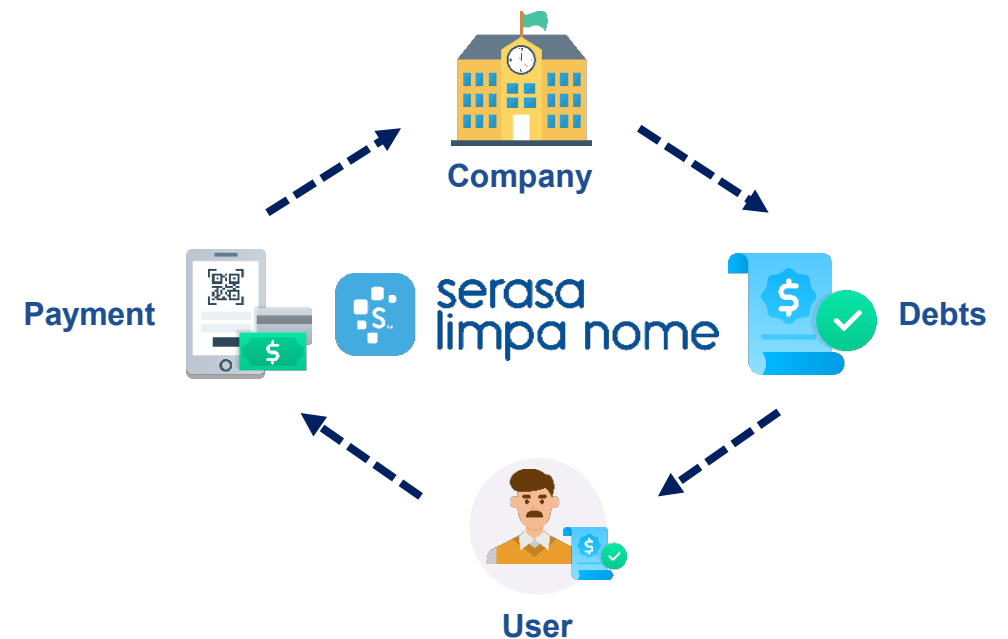 Company
Payment
S
serasa
limpa nome
$
$
Debts
$
User